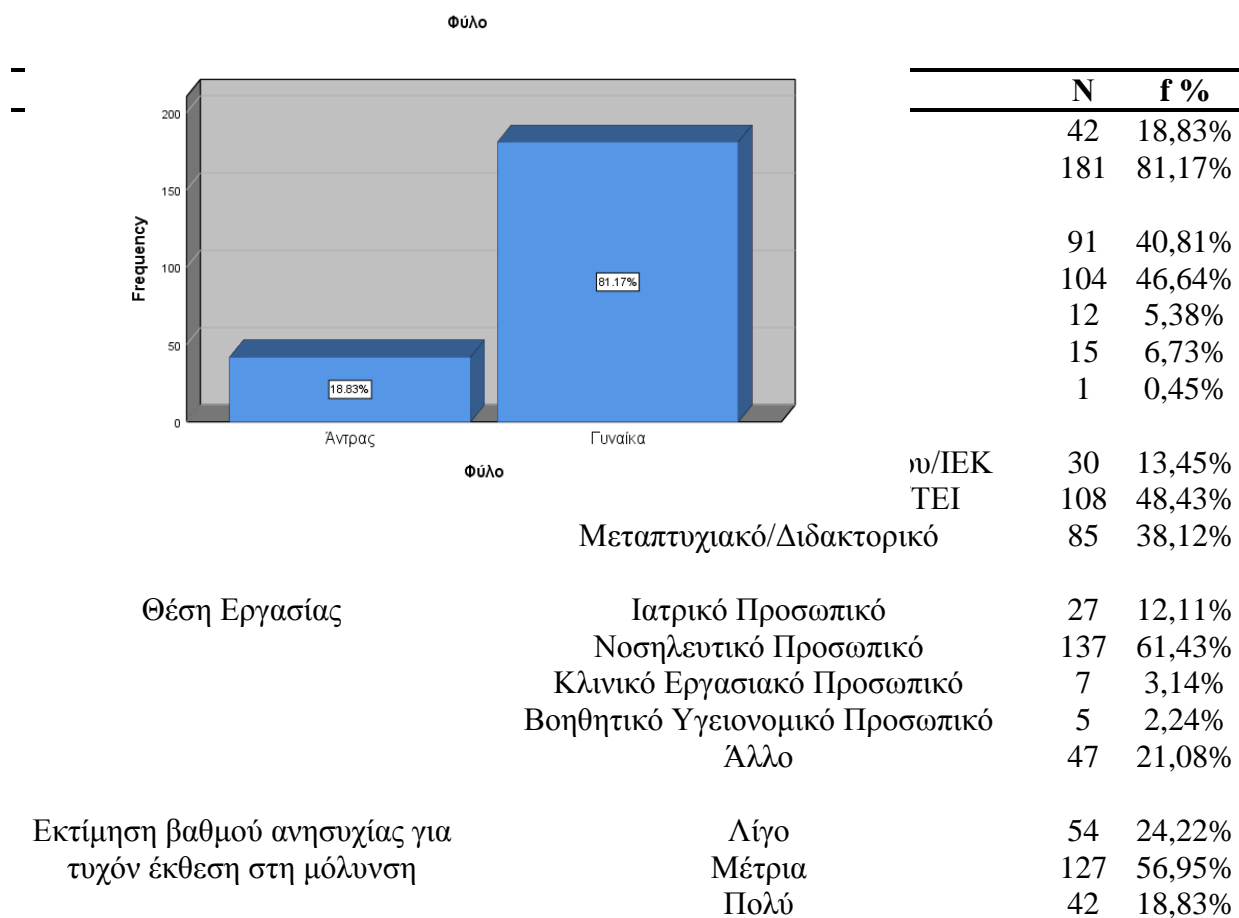 Φύλο
N f %
200
42 18,83%
181 81,17%
150
Frequency
91 40,81%
100
81.17%
104 46,64%
12 5,38%
50
15 6,73%
18.83%
1 0,45%
0
Άντρας Γυναίκα
Φύλο
υ/ΙΕΚ 30 13,45%
ΤΕΙ 108 48,43%
Μεταπτυχιακό/Διδακτορικό 85 38,12%
Θέση Εργασίας Ιατρικό Προσωπικό 27 12,11%
Νοσηλευτικό Προσωπικό 137 61,43%
Κλινικό Εργασιακό Προσωπικό 7 3,14%
Βοηθητικό Υγειονομικό Προσωπικό 5 2,24%
Άλλο 47 21,08%
Εκτίμηση βαθμού ανησυχίας για Λίγο 54 24,22%
τυχόν έκθεση στη μόλυνση Μέτρια 127 56,95%
Πολύ 42 18,83%